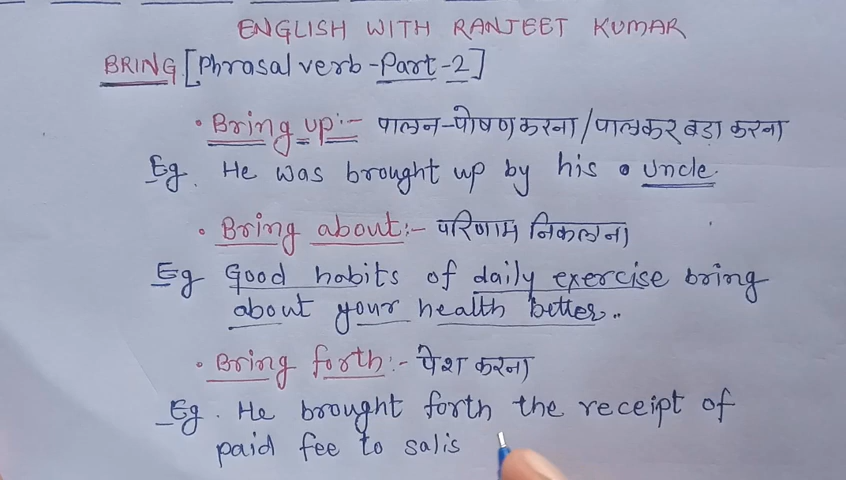 ENGLISH WITH RANJEET KUMAR
BRING [Phrasal verb-Part-2]
• Bring up:- पालन-पोषण करना/पालकर बड़ा करना
Eg. He was brought up by his uncle.
• Bring about:- परिणाम निकलना
Eg Good habits of daily exercise bring
about your health better..
• Bring forth:- पेश करना
Eg. He brought forth the receipt of
paid fee to salis